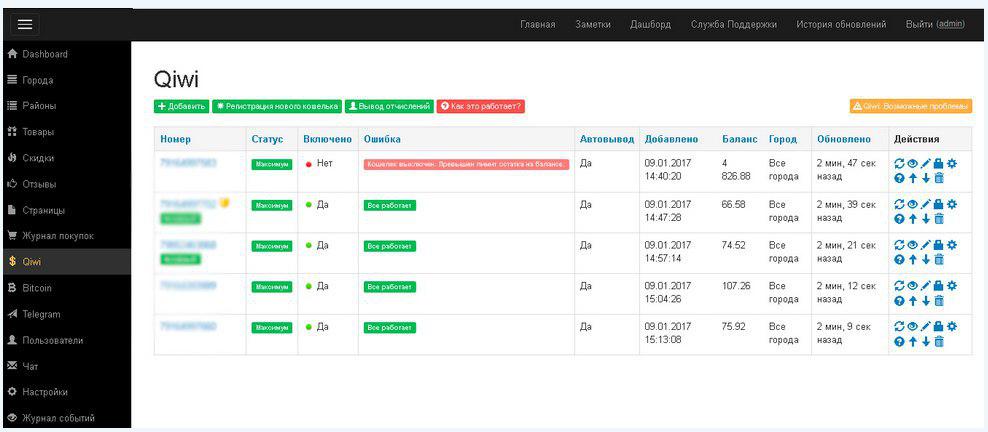 Главная Заметки Дашборд Служба Поддержки История обновлений Выйти (admin)
Dashboard
Города
Районы
Товары
Скидки
Отзывы
Страницы
Журнал покупок
Qiwi
Bitcoin
Telegram
Пользователи
Чат
Настройки
Журнал событий
Qiwi
Добавить Регистрация нового кошелька Вывод отчислений Как это работает? Qiwi: Возможные проблемы
Номер Статус Включено Ошибка Автовывод Добавлено Баланс Город Обновлено Действия
Максимум Нет Кошелек выключен. Превышен лимит остатка на балансе. Да 09.01.2017 4 Все 2 мин, 47 сек
14:40:20 826.88 города назад
Максимум Да Все работает Да 09.01.2017 66.58 Все 2 мин, 39 сек
14:47:28 города назад
Максимум Да Все работает Да 09.01.2017 74.52 Все 2 мин, 21 сек
14:57:14 города назад
Максимум Да Все работает Да 09.01.2017 107.26 Все 2 мин, 12 сек
15:04:26 города назад
Максимум Да Все работает Да 09.01.2017 75.92 Все 2 мин, 9 сек
15:13:08 города назад